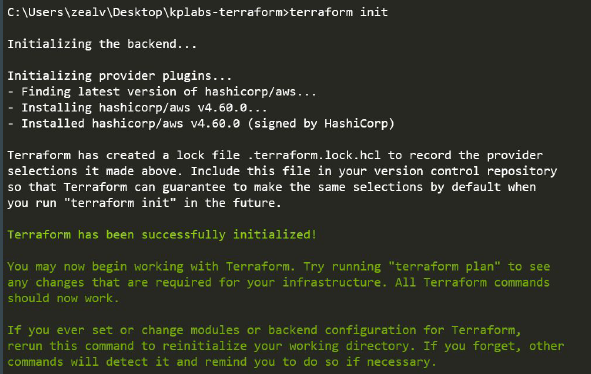 C:\Users\zealv\Desktop\kplabs-terraform>terraform init
Initializing the backend...
Initializing provider plugins...
- Finding latest version of hashicorp/aws...
- Installing hashicorp/aws v4.60.0...
- Installed hashicorp/aws v4.60.0 (signed by HashiCorp)
Terraform has created a lock file .terraform.lock.hcl to record the provider
selections it made above. Include this file in your version control repository
so that Terraform can guarantee to make the same selections by default when
you run "terraform init" in the future.
Terraform has been successfully initialized!
You may now begin working with Terraform. Try running "terraform plan" to see
any changes that are required for your infrastructure. All Terraform commands
should now work.
If you ever set or change modules or backend configuration for Terraform,
rerun this command to reinitialize your working directory. If you forget, other
commands will detect it and remind you to do so if necessary.